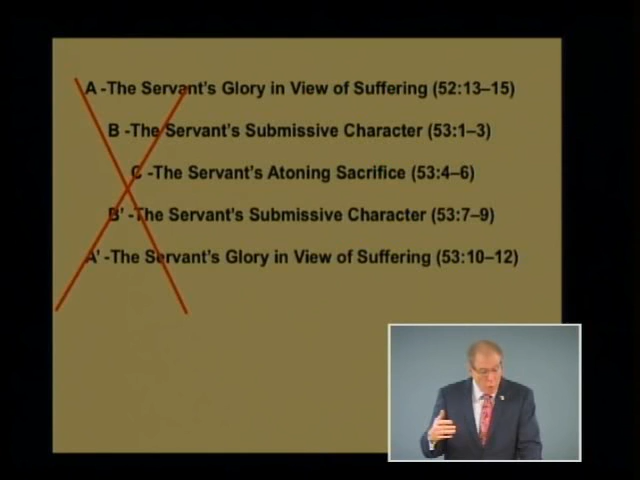 A -The Servant's Glory in View of Suffering (52:13–15)
B -The Servant's Submissive Character (53:1–3)
C -The Servant's Atoning Sacrifice (53:4–6)
B' -The Servant's Submissive Character (53:7–9)
A' -The Servant's Glory in View of Suffering (53:10–12)